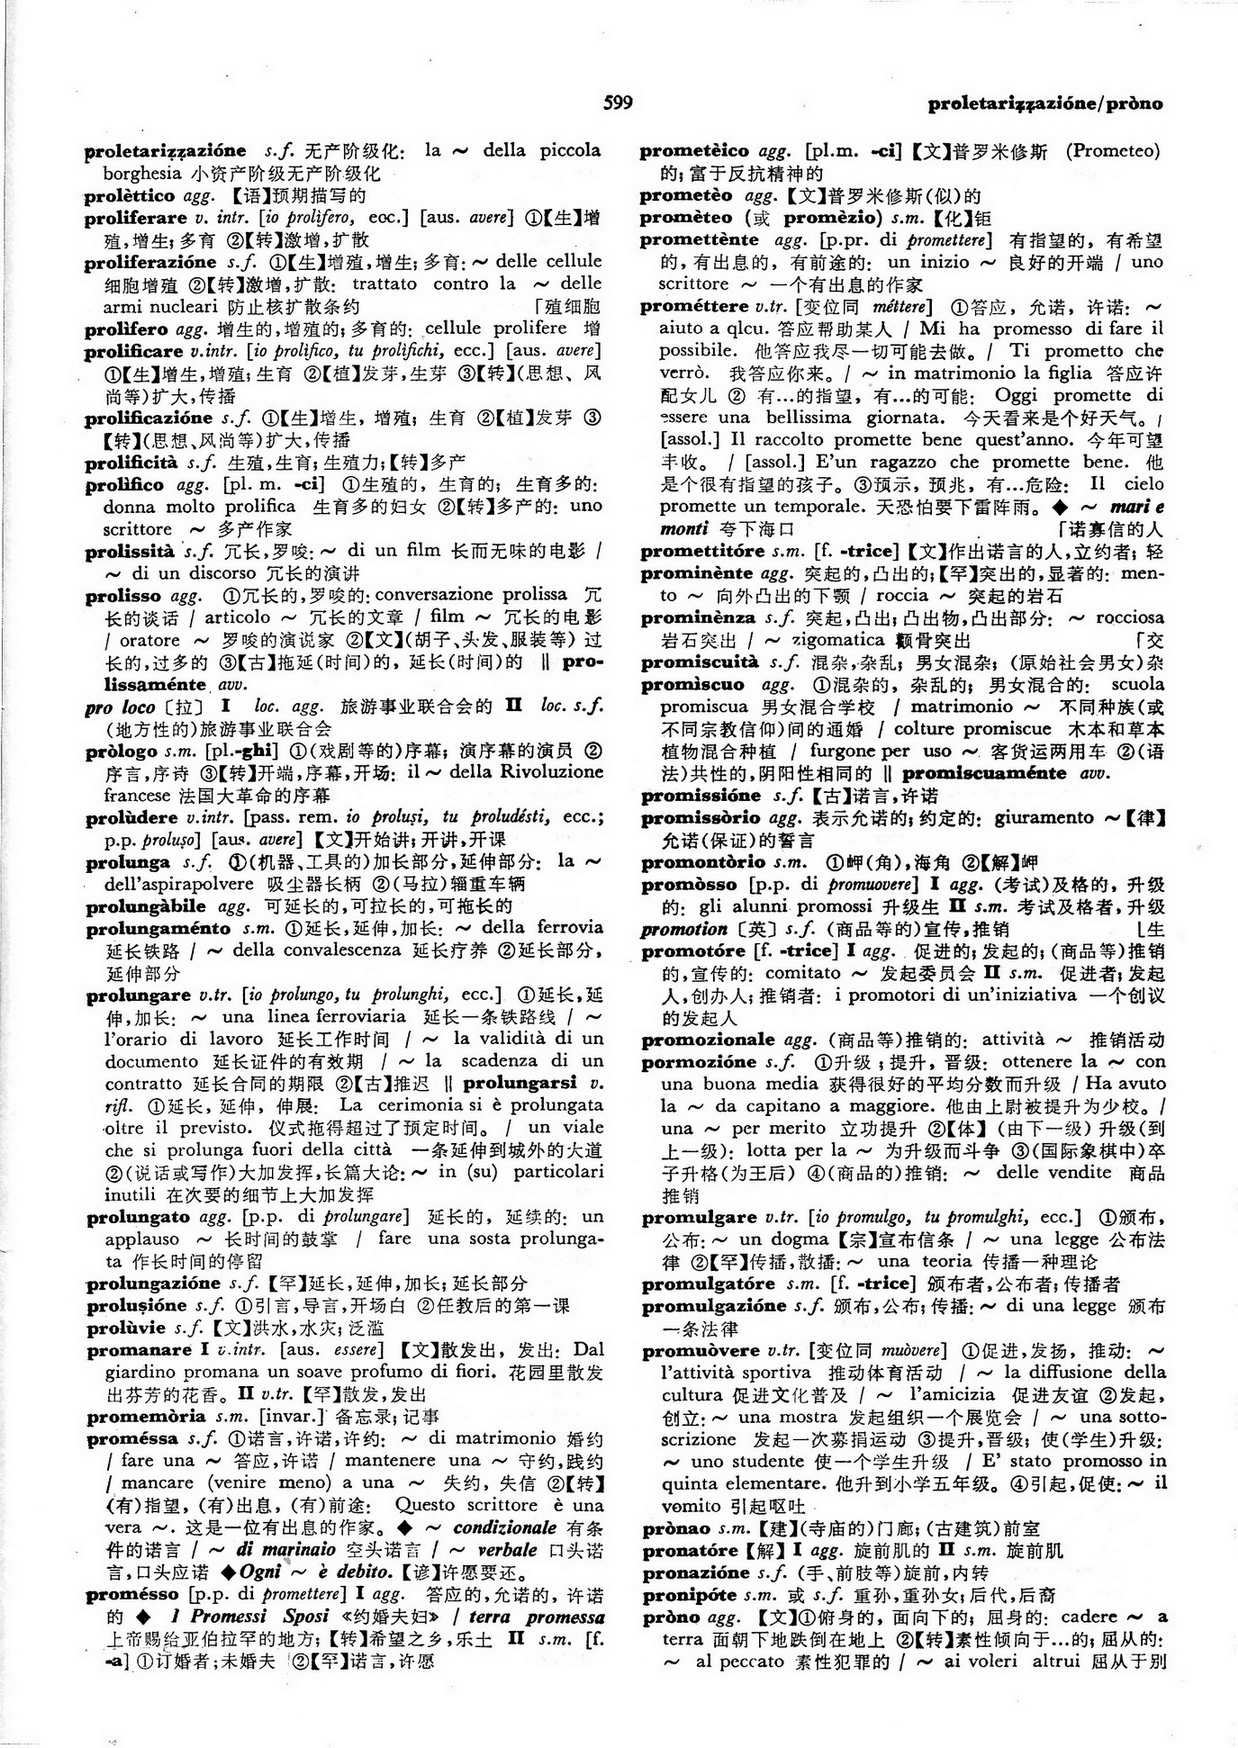 599
proletariẓẓazióne/pròno
proletariẓẓazióne s.f. 无产阶级化: la ～ della piccola
borghesia 小资产阶级无产阶级化
prolèttico agg. 【语】预期描写的
proliferare v. intr. [io prolìfero, ecc.] [aus. avere] ①【生】增
殖,增生; 多育 ②【转】激增,扩散
proliferazióne s.f. ①【生】增殖,增生; 多育: ～ delle cellule
细胞增殖 ②【转】激增,扩散: trattato contro la ～ delle
armi nucleari 防止核扩散条约 「殖细胞
prolìfero agg. 增生的,增殖的; 多育的: cellule prolifere 增
prolificare v.intr. [io prolìfico, tu prolìfichi, ecc.] [aus. avere]
①【生】增生,增殖; 生育 ②【植】发芽,生芽 ③【转】(思想、风
尚等)扩大,传播
prolificazióne s.f. ①【生】增生, 增殖; 生育 ②【植】发芽 ③
【转】(思想、风尚等)扩大,传播
prolificità s.f. 生殖,生育; 生殖力;【转】多产
prolìfico agg. [pl. m. -ci] ①生殖的, 生育的; 生育多的:
donna molto prolifica 生育多的妇女 ②【转】多产的: uno
scrittore ～ 多产作家
prolissità s.f. 冗长,罗唆: ～ di un film 长而无味的电影 /
～ di un discorso 冗长的演讲
prolisso agg. ①冗长的,罗唆的: conversazione prolissa 冗
长的谈话 / articolo ～ 冗长的文章 / film ～ 冗长的电影
/ oratore ～ 罗唆的演说家 ②【文】(胡子、头发、服装等) 过
长的,过多的 ③【古】拖延(时间)的, 延长(时间)的 ‖ pro-
lissaménte avv.
pro loco 〔拉〕 I loc. agg. 旅游事业联合会的 II loc. s.f.
(地方性的)旅游事业联合会
pròlogo s.m. [pl.-ghi] ①(戏剧等的)序幕; 演序幕的演员 ②
序言,序诗 ③【转】开端,序幕,开场: il ～ della Rivoluzione
francese 法国大革命的序幕
prolùdere v.intr. [pass. rem. io proluṣi, tu proludésti, ecc.;
p.p. proluṣo] [aus. avere] 【文】开始讲; 开讲,开课
prolunga s.f. ①(机器、工具的)加长部分,延伸部分: la ～
dell'aspirapolvere 吸尘器长柄 ②(马拉)辎重车辆
prolungàbile agg. 可延长的,可拉长的,可拖长的
prolungaménto s.m. ①延长,延伸,加长: ～ della ferrovia
延长铁路 / ～ della convalescenza 延长疗养 ②延长部分,
延伸部分
prolungare v.tr. [io prolungo, tu prolunghi, ecc.] ①延长,延
伸,加长: ～ una linea ferroviaria 延长一条铁路线 / ～
l'orario di lavoro 延长工作时间 / ～ la validità di un
documento 延长证件的有效期 / ～ la scadenza di un
contratto 延长合同的期限 ②【古】推迟 ‖ prolungarsi v.
rifl. ①延长, 延伸, 伸展: La cerimonia si è prolungata
oltre il previsto. 仪式拖得超过了预定时间。 / un viale
che si prolunga fuori della città 一条延伸到城外的大道
②(说话或写作)大加发挥,长篇大论: ～ in (su) particolari
inutili 在次要的细节上大加发挥
prolungato agg. [p.p. di prolungare] 延长的, 延续的: un
applauso ～ 长时间的鼓掌 / fare una sosta prolunga-
ta 作长时间的停留
prolungazióne s.f. 【罕】延长,延伸,加长; 延长部分
proluṣióne s.f. ①引言,导言,开场白 ②任教后的第一课
prolùvie s.f. 【文】洪水,水灾; 泛滥
promanare I v.intr. [aus. essere] 【文】散发出, 发出: Dal
giardino promana un soave profumo di fiori. 花园里散发
出芬芳的花香。 II v.tr. 【罕】散发,发出
promemòria s.m. [invar.] 备忘录; 记事
proméssa s.f. ①诺言,许诺,许约: ～ di matrimonio 婚约
/ fare una ～ 答应,许诺 / mantenere una ～ 守约,践约
/ mancare (venire meno) a una ～ 失约, 失信 ②【转】
(有)指望, (有)出息, (有)前途: Questo scrittore è una
vera ～. 这是一位有出息的作家。 ◆ ～ condizionale 有条
件的诺言 / ～ di marinaio 空头诺言 / ～ verbale 口头诺
言,口头应诺 ◆Ogni ～ è debito. 【谚】许愿要还。
promésso [p.p. di promettere] I agg. 答应的,允诺的, 许诺
的 ◆ I Promessi Sposi 《约婚夫妇》 / terra promessa
上帝赐给亚伯拉罕的地方;【转】希望之乡,乐土 II s.m. [f.
-a] ①订婚者;未婚夫 ②【罕】诺言,许愿
prometèico agg. [pl.m. -ci] 【文】普罗米修斯 (Prometeo)
的; 富于反抗精神的
prometèo agg. 【文】普罗米修斯(似)的
promèteo (或 promèzio) s.m. 【化】钷
promettènte agg. [p.pr. di promettere] 有指望的, 有希望
的, 有出息的, 有前途的: un inizio ～ 良好的开端 / uno
scrittore ～ 一个有出息的作家
prométtere v.tr. [变位同 méttere] ①答应, 允诺, 许诺: ～
aiuto a qlcu. 答应帮助某人 / Mi ha promesso di fare il
possibile. 他答应我尽一切可能去做。 / Ti prometto che
verrò. 我答应你来。 / ～ in matrimonio la figlia 答应许
配女儿 ② 有…的指望, 有…的可能: Oggi promette di
essere una bellissima giornata. 今天看来是个好天气。 /
[assol.] Il raccolto promette bene quest'anno. 今年可望
丰收。 / [assol.] E'un ragazzo che promette bene. 他
是个很有指望的孩子。③预示, 预兆, 有…危险: Il cielo
promette un temporale. 天恐怕要下雷阵雨。◆ ～ mari e
monti 夸下海口 「诺寡信的人
promettitóre s.m. [f. -trice] 【文】作出诺言的人,立约者; 轻
prominènte agg. 突起的,凸出的;【罕】突出的,显著的: men-
to ～ 向外凸出的下颚 / roccia ～ 突起的岩石
prominènza s.f. 突起,凸出; 凸出物,凸出部分: ～ rocciosa
岩石突出 / ～ zigomatica 颧骨突出 「交
promiscuità s.f. 混杂,杂乱; 男女混杂; (原始社会男女)杂
promìscuo agg. ①混杂的, 杂乱的; 男女混合的: scuola
promiscua 男女混合学校 / matrimonio ～ 不同种族(或
不同宗教信仰)间的通婚 / colture promiscue 木本和草本
植物混合种植 / furgone per uso ～ 客货运两用车 ②(语
法)共性的,阴阳性相同的 ‖ promiscuaménte avv.
promissióne s.f. 【古】诺言,许诺
promissòrio agg. 表示允诺的; 约定的: giuramento ～【律】
允诺(保证)的誓言
promontòrio s.m. ①岬(角),海角 ②【解】岬
promòsso [p.p. di promuovere] I agg. (考试)及格的, 升级
的: gli alunni promossi 升级生 II s.m. 考试及格者, 升级
promotion 〔英〕 s.f. (商品等的)宣传,推销 ⌊生
promotóre [f. -trice] I agg. 促进的; 发起的; (商品等)推销
的,宣传的: comitato ～ 发起委员会 II s.m. 促进者; 发起
人,创办人; 推销者: i promotori di un'iniziativa 一个创议
的发起人
promozionale agg. (商品等)推销的: attività ～ 推销活动
pormozióne s.f. ①升级 ; 提升, 晋级: ottenere la ～ con
una buona media 获得很好的平均分数而升级 / Ha avuto
la ～ da capitano a maggiore. 他由上尉被提升为少校。 /
una ～ per merito 立功提升 ②【体】 (由下一级) 升级(到
上一级): lotta per la ～ 为升级而斗争 ③(国际象棋中)卒
子升格(为王后) ④(商品的)推销: ～ delle vendite 商品
推销
promulgare v.tr. [io promulgo, tu promulghi, ecc.] ①颁布,
公布: ～ un dogma 【宗】宣布信条 / ～ una legge 公布法
律 ②【罕】传播,散播: ～ una teoria 传播一种理论
promulgatóre s.m. [f. -trice] 颁布者,公布者; 传播者
promulgazióne s.f. 颁布,公布; 传播: ～ di una legge 颁布
一条法律
promuòvere v.tr. [变位同 muòvere] ①促进,发扬, 推动: ～
l'attività sportiva 推动体育活动 / ～ la diffusione della
cultura 促进文化普及 / ～ l'amicizia 促进友谊 ②发起,
创立: ～ una mostra 发起组织一个展览会 / ～ una sotto-
scrizione 发起一次募捐运动 ③提升,晋级; 使(学生)升级:
～ uno studente 使一个学生升级 / E' stato promosso in
quinta elementare. 他升到小学五年级。 ④引起,促使: ～ il
vomito 引起呕吐
prònao s.m. 【建】(寺庙的)门廊; (古建筑)前室
pronatóre 【解】 I agg. 旋前肌的 II s.m. 旋前肌
pronazióne s.f. (手、前肢等)旋前,内转
pronipóte s.m. 或 s.f. 重孙,重孙女; 后代,后裔
pròno agg. 【文】①俯身的, 面向下的; 屈身的: cadere ～ a
terra 面朝下地跌倒在地上 ②【转】素性倾向于…的; 屈从的:
～ al peccato 素性犯罪的 / ～ ai voleri altrui 屈从于别